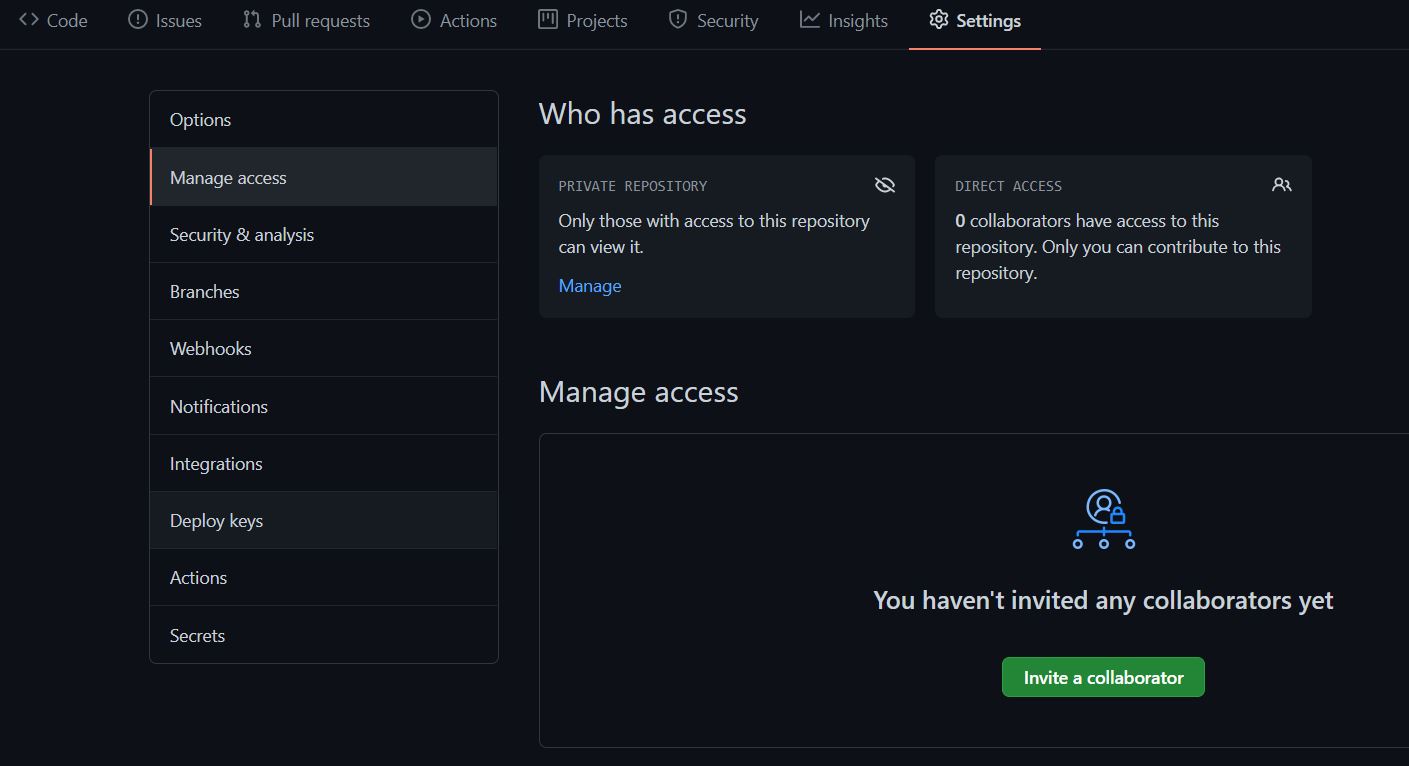 Code
Issues
Pull requests
Actions
Projects
Security
Insights
Settings
Options
Manage access
Security & analysis
Branches
Webhooks
Notifications
Integrations
Deploy keys
Actions
Secrets
Who has access
PRIVATE REPOSITORY
Only those with access to this repository
can view it.
Manage
DIRECT ACCESS
0 collaborators have access to this
repository. Only you can contribute to this
repository.
Manage access
You haven't invited any collaborators yet
Invite a collaborator